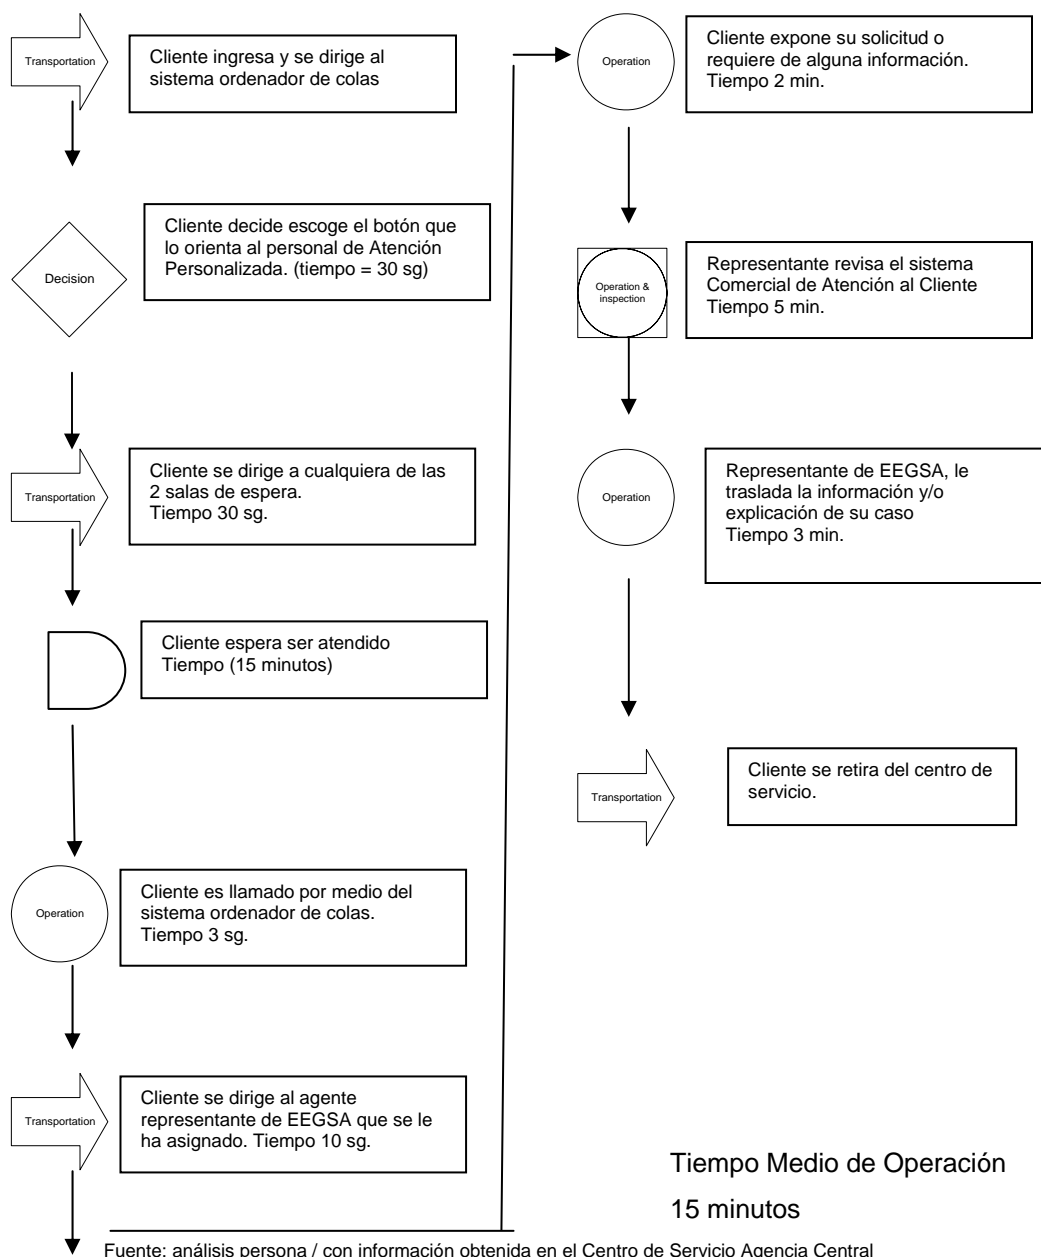 Transportation
Cliente ingresa y se dirige al
sistema ordenador de colas
Decision
Cliente decide escoge el botón que
lo orienta al personal de Atención
Personalizada. (tiempo = 30 sg)
Transportation
Cliente se dirige a cualquiera de las
2 salas de espera.
Tiempo 30 sg.
Cliente espera ser atendido
Tiempo (15 minutos)
Operation
Cliente es llamado por medio del
sistema ordenador de colas.
Tiempo 3 sg.
Transportation
Cliente se dirige al agente
representante de EEGSA que se le
ha asignado. Tiempo 10 sg.
Operation
Cliente expone su solicitud o
requiere de alguna información.
Tiempo 2 min.
Operation &
inspection
Representante revisa el sistema
Comercial de Atención al Cliente
Tiempo 5 min.
Operation
Representante de EEGSA, le
traslada la información y/o
explicación de su caso
Tiempo 3 min.
Transportation
Cliente se retira del centro de
servicio.
Tiempo Medio de Operación
15 minutos
Fuente: análisis persona / con información obtenida en el Centro de Servicio Agencia Central